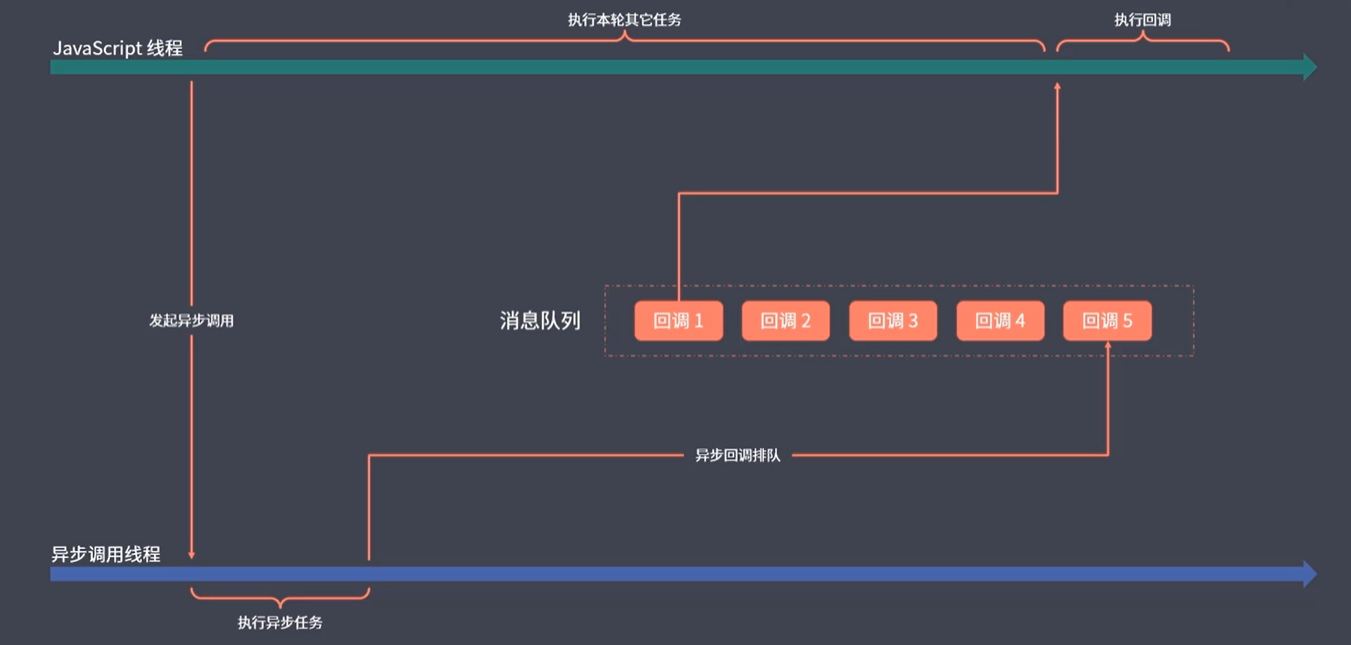 执行本轮其它任务
执行回调
JavaScript 线程
发起异步调用
消息队列
回调 1
回调 2
回调 3
回调 4
回调 5
异步回调排队
异步调用线程
执行异步任务